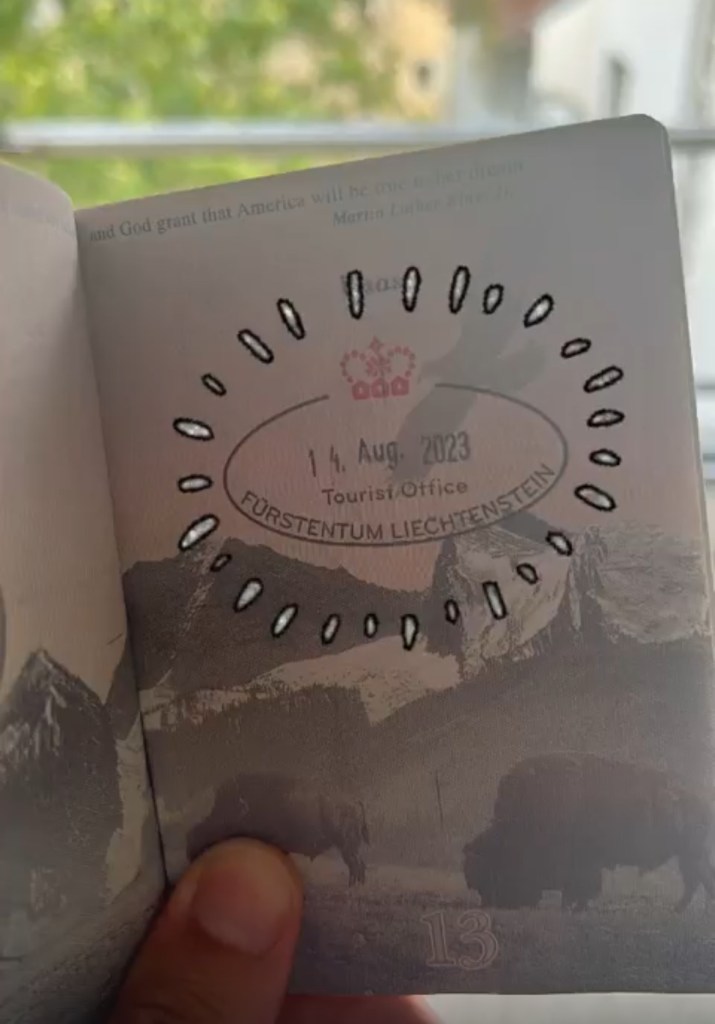 and God grant that America will be true to her dream
Martin Luther King, Jr.
Visas
14. Aug. 2023
Tourist Office
FÜRSTENTUM LIECHTENSTEIN
13